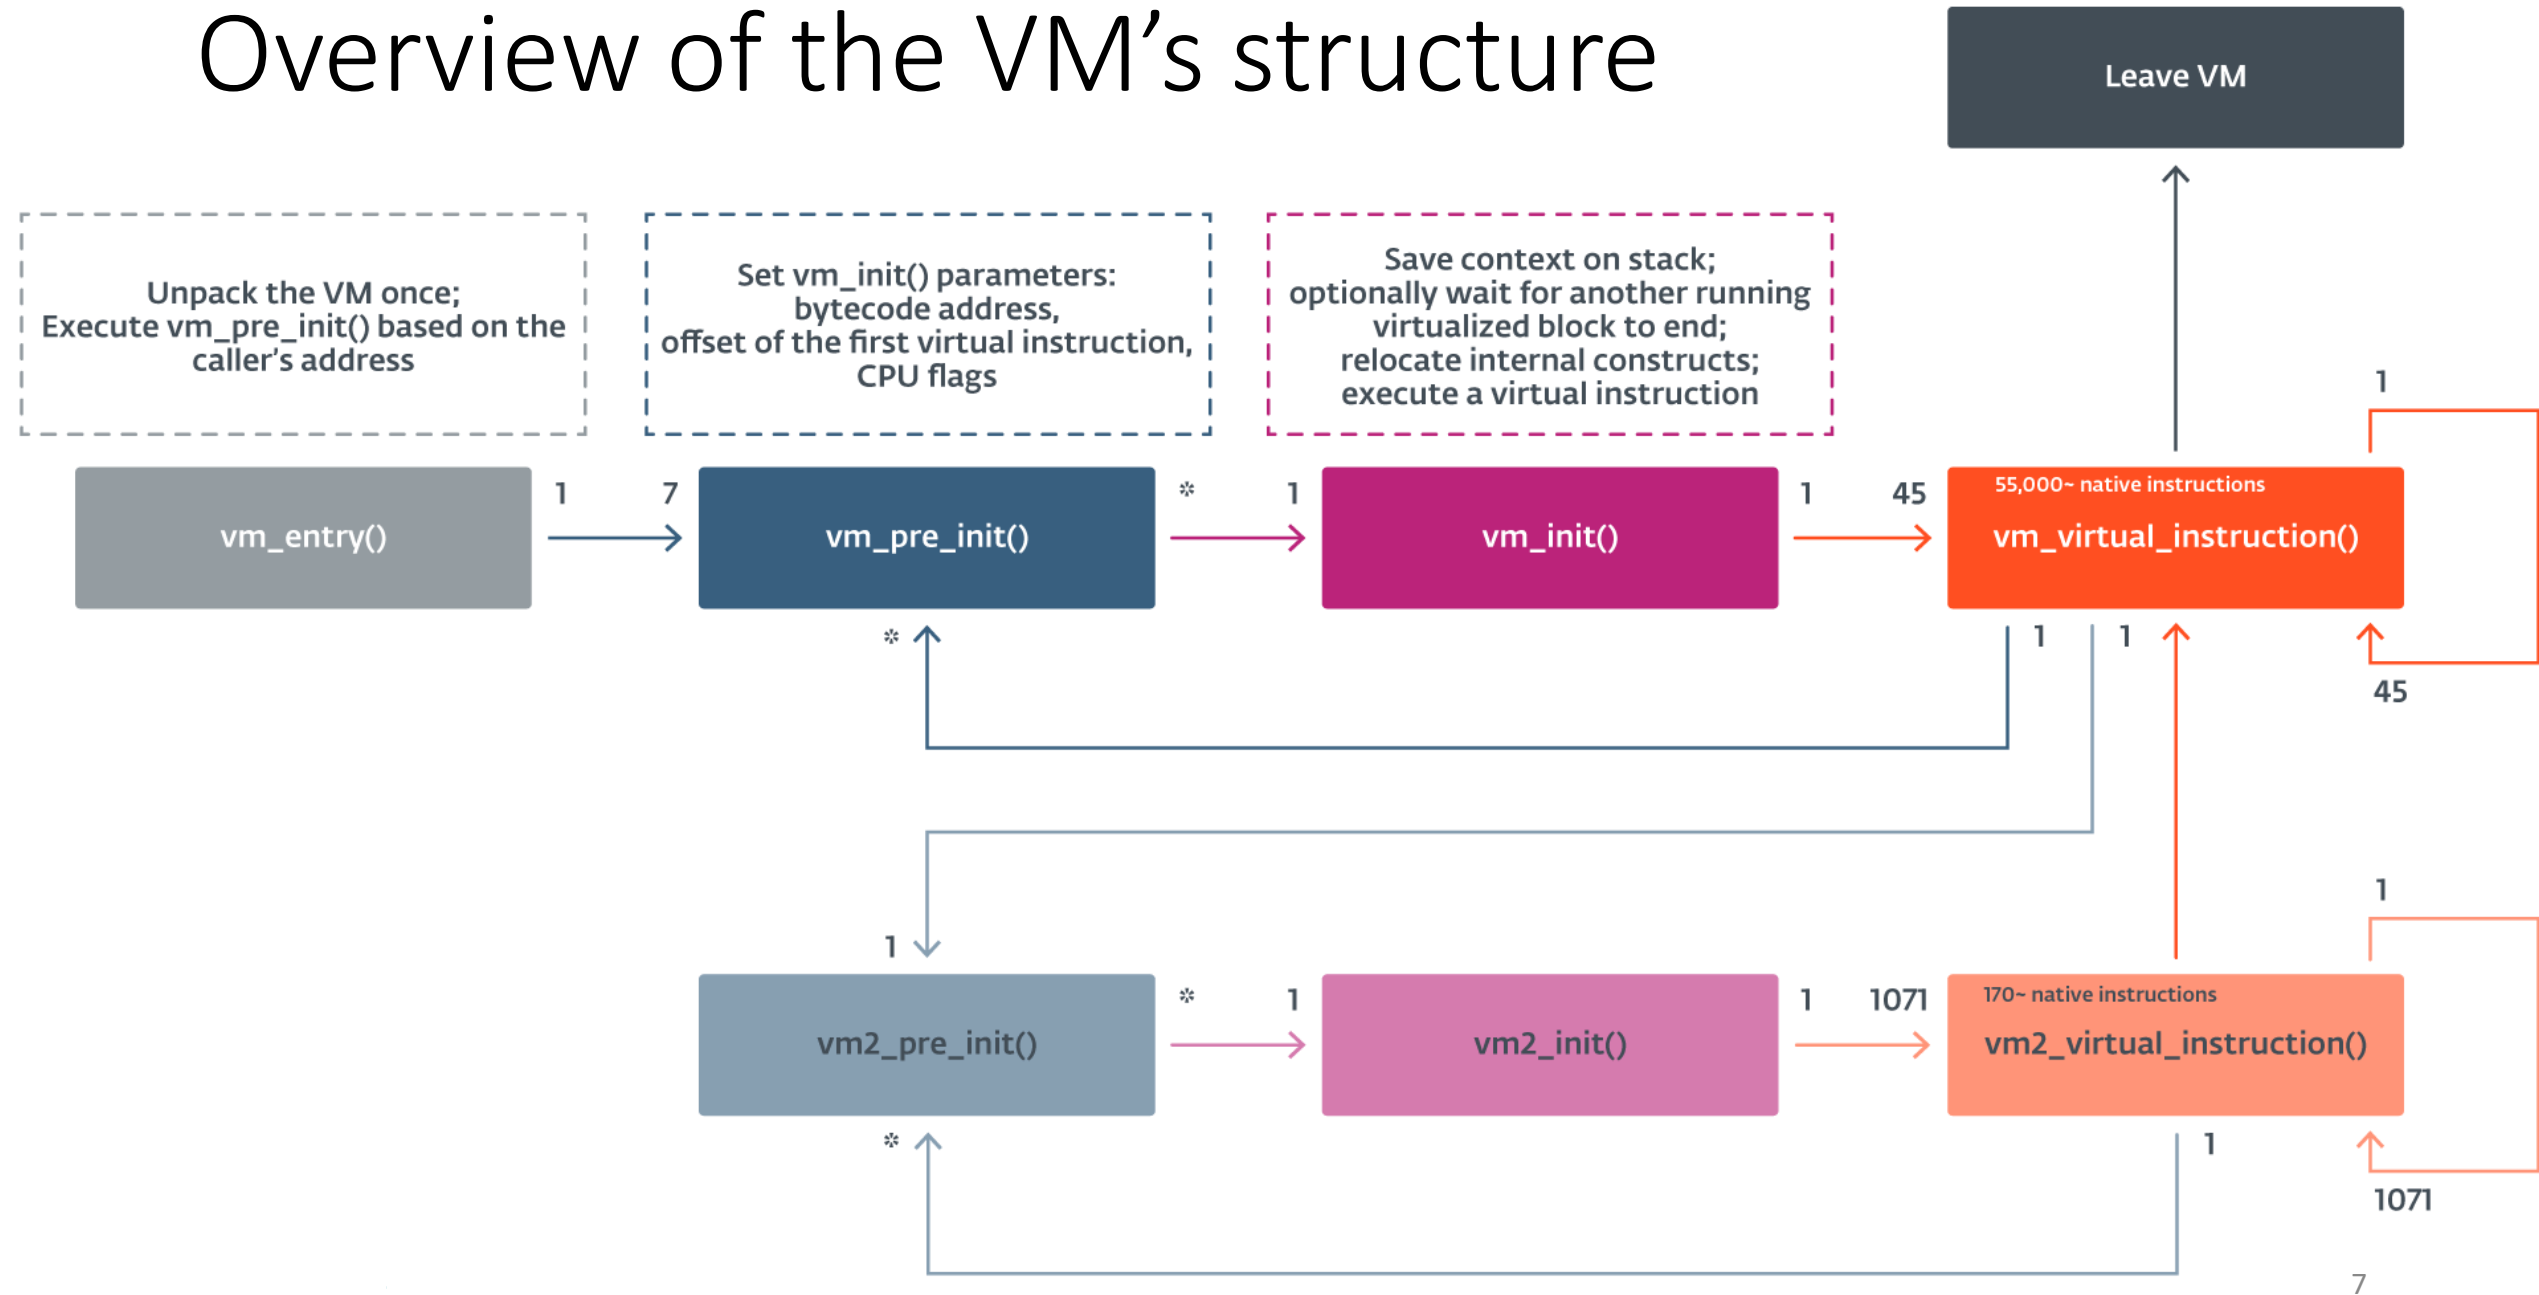 Overview of the VM’s structure
Leave VM
Unpack the VM once;
Execute vm_pre_init() based on the
caller’s address
Set vm_init() parameters:
bytecode address,
offset of the first virtual instruction,
CPU flags
Save context on stack;
optionally wait for another running
virtualized block to end;
relocate internal constructs;
execute a virtual instruction
1
vm_entry()
1
7
vm_pre_init()
*
1
vm_init()
1
45
55,000~ native instructions
vm_virtual_instruction()
*
1
1
45
1
1
vm2_pre_init()
*
1
vm2_init()
1
1071
170~ native instructions
vm2_virtual_instruction()
*
1
1071
7